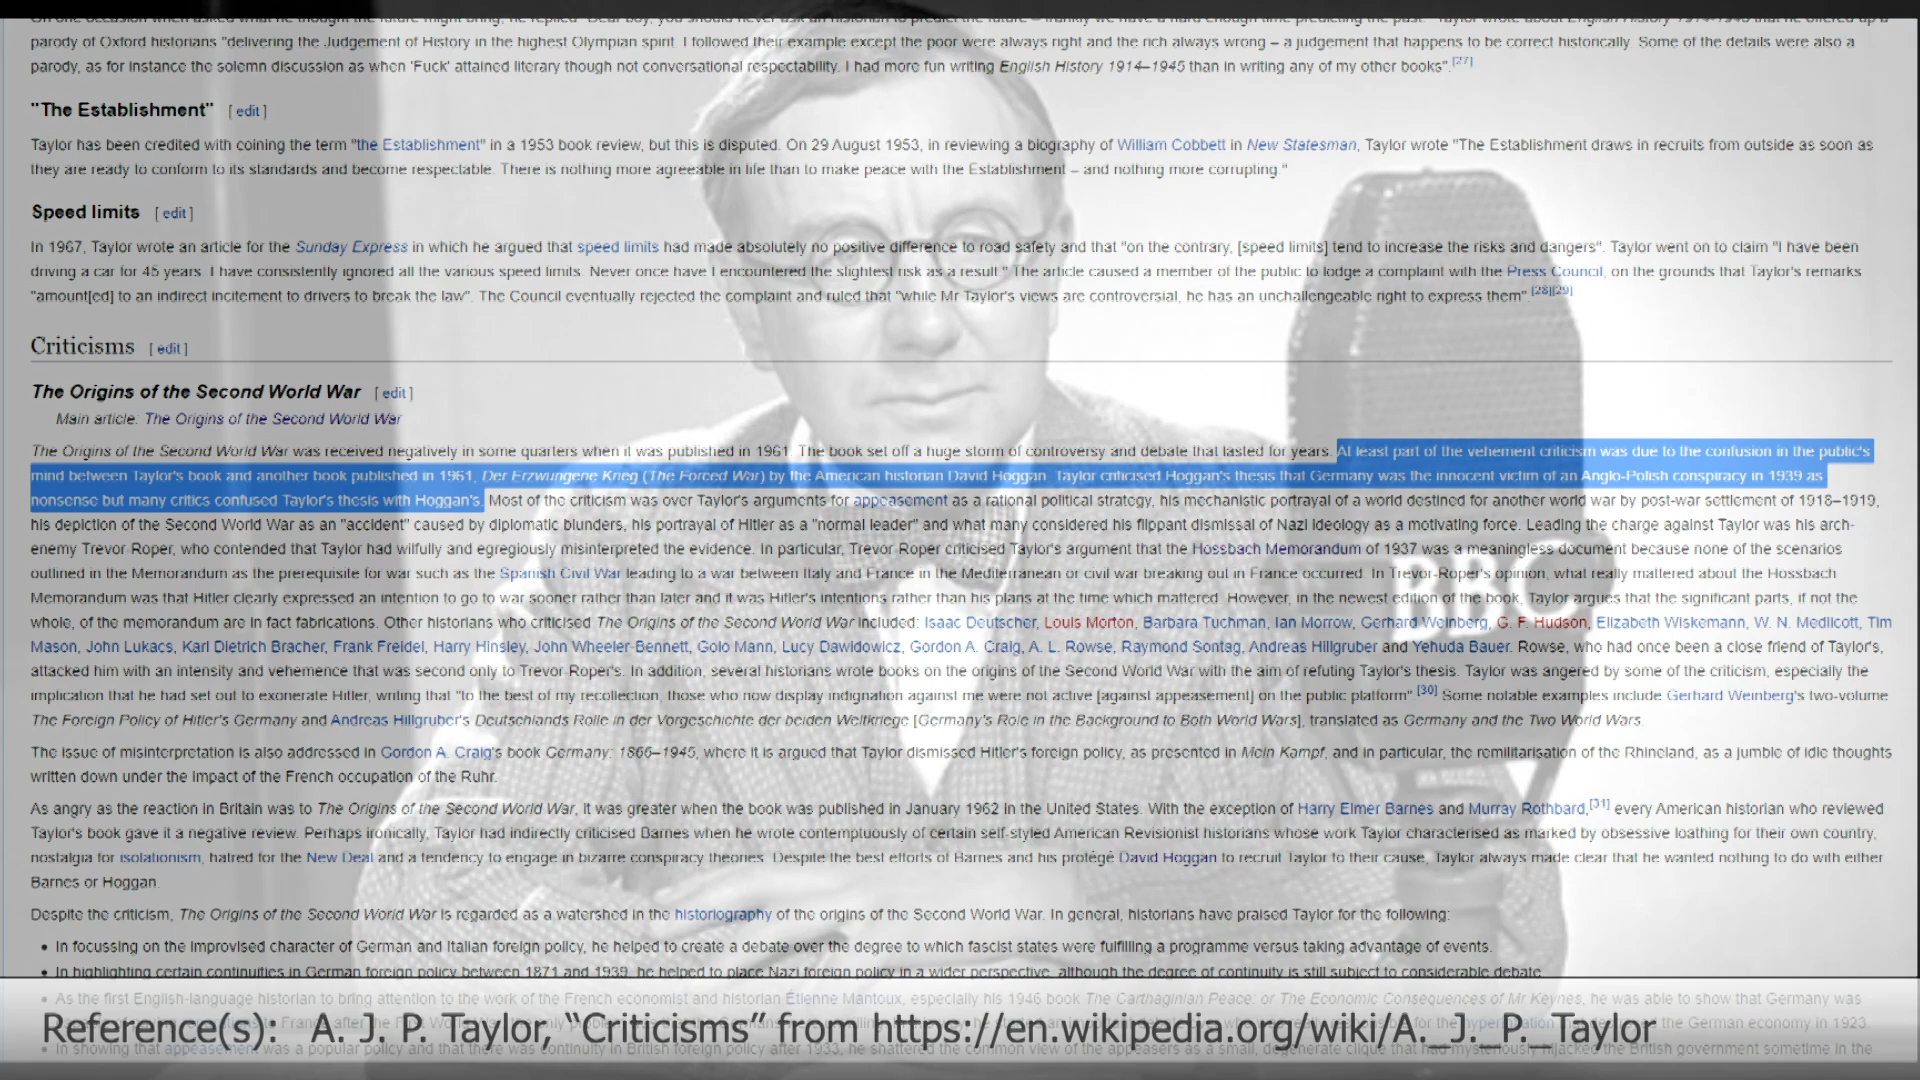 parody of Oxford historians "delivering the Judgement of History in the highest Olympian spirit. I followed their example except the poor were always right and the rich always wrong – a judgement that happens to be correct historically. Some of the details were also a
parody, as for instance the solemn discussion as when 'Fuck' attained literary though not conversational respectability. I had more fun writing English History 1914–1945 than in writing any of my other books".[27]
"The Establishment" [ edit ]
Taylor has been credited with coining the term "the Establishment" in a 1953 book review, but this is disputed. On 29 August 1953, in reviewing a biography of William Cobbett in New Statesman, Taylor wrote "The Establishment draws in recruits from outside as soon as
they are ready to conform to its standards and become respectable. There is nothing more agreeable in life than to make peace with the Establishment – and nothing more corrupting."
Speed limits [ edit ]
In 1967, Taylor wrote an article for the Sunday Express in which he argued that speed limits had made absolutely no positive difference to road safety and that "on the contrary, [speed limits] tend to increase the risks and dangers". Taylor went on to claim "I have been
driving a car for 45 years. I have consistently ignored all the various speed limits. Never once have I encountered the slightest risk as a result." The article caused a member of the public to lodge a complaint with the Press Council, on the grounds that Taylor's remarks
"amount[ed] to an indirect incitement to drivers to break the law". The Council eventually rejected the complaint and ruled that "while Mr Taylor's views are controversial, he has an unchallengeable right to express them".[28][29]
Criticisms [ edit ]
The Origins of the Second World War [ edit ]
Main article: The Origins of the Second World War
The Origins of the Second World War was received negatively in some quarters when it was published in 1961. The book set off a huge storm of controversy and debate that lasted for years. At least part of the vehement criticism was due to the confusion in the public's
mind between Taylor's book and another book published in 1961, Der Erzwungene Krieg (The Forced War) by the American historian David Hoggan. Taylor criticised Hoggan's thesis that Germany was the innocent victim of an Anglo-Polish conspiracy in 1939 as
nonsense but many critics confused Taylor's thesis with Hoggan's. Most of the criticism was over Taylor's arguments for appeasement as a rational political strategy, his mechanistic portrayal of a world destined for another world war by post-war settlement of 1918–1919,
his depiction of the Second World War as an "accident" caused by diplomatic blunders, his portrayal of Hitler as a "normal leader" and what many considered his flippant dismissal of Nazi ideology as a motivating force. Leading the charge against Taylor was his arch-
enemy Trevor-Roper, who contended that Taylor had wilfully and egregiously misinterpreted the evidence. In particular, Trevor-Roper criticised Taylor's argument that the Hossbach Memorandum of 1937 was a meaningless document because none of the scenarios
outlined in the Memorandum as the prerequisite for war such as the Spanish Civil War leading to a war between Italy and France in the Mediterranean or civil war breaking out in France occurred. In Trevor-Roper's opinion, what really mattered about the Hossbach
Memorandum was that Hitler clearly expressed an intention to go to war sooner rather than later and it was Hitler's intentions rather than his plans at the time which mattered. However, in the newest edition of the book, Taylor argues that the significant parts, if not the
whole, of the memorandum are in fact fabrications. Other historians who criticised The Origins of the Second World War included: Isaac Deutscher, Louis Morton, Barbara Tuchman, Ian Morrow, Gerhard Weinberg, G. F. Hudson, Elizabeth Wiskemann, W. N. Medlicott, Tim
Mason, John Lukacs, Karl Dietrich Bracher, Frank Freidel, Harry Hinsley, John Wheeler-Bennett, Golo Mann, Lucy Dawidowicz, Gordon A. Craig, A. L. Rowse, Raymond Sontag, Andreas Hillgruber and Yehuda Bauer. Rowse, who had once been a close friend of Taylor's,
attacked him with an intensity and vehemence that was second only to Trevor-Roper's. In addition, several historians wrote books on the origins of the Second World War with the aim of refuting Taylor's thesis. Taylor was angered by some of the criticism, especially the
implication that he had set out to exonerate Hitler, writing that "to the best of my recollection, those who now display indignation against me were not active [against appeasement] on the public platform".[30] Some notable examples include Gerhard Weinberg's two-volume
The Foreign Policy of Hitler's Germany and Andreas Hillgruber's Deutschlands Rolle in der Vorgeschichte der beiden Weltkriege [Germany's Role in the Background to Both World Wars], translated as Germany and the Two World Wars.
The issue of misinterpretation is also addressed in Gordon A. Craig's book Germany: 1866–1945, where it is argued that Taylor dismissed Hitler's foreign policy, as presented in Mein Kampf, and in particular, the remilitarisation of the Rhineland, as a jumble of idle thoughts
written down under the impact of the French occupation of the Ruhr.
As angry as the reaction in Britain was to The Origins of the Second World War, it was greater when the book was published in January 1962 in the United States. With the exception of Harry Elmer Barnes and Murray Rothbard,[31] every American historian who reviewed
Taylor's book gave it a negative review. Perhaps ironically, Taylor had indirectly criticised Barnes when he wrote contemptuously of certain self-styled American Revisionist historians whose work Taylor characterised as marked by obsessive loathing for their own country,
nostalgia for isolationism, hatred for the New Deal and a tendency to engage in bizarre conspiracy theories. Despite the best efforts of Barnes and his protégé David Hoggan to recruit Taylor to their cause, Taylor always made clear that he wanted nothing to do with either
Barnes or Hoggan.
Despite the criticism, The Origins of the Second World War is regarded as a watershed in the historiography of the origins of the Second World War. In general, historians have praised Taylor for the following:
• In focussing on the improvised character of German and Italian foreign policy, he helped to create a debate over the degree to which fascist states were fulfilling a programme versus taking advantage of events.
• In highlighting certain continuities in German foreign policy between 1871 and 1939, he helped to place Nazi foreign policy in a wider perspective, although the degree of continuity is still subject to considerable debate.
• As the first English-language historian to bring attention to the work of the French economist and historian Étienne Mantoux, especially his 1946 book The Carthaginian Peace: or The Economic Consequences of Mr Keynes, he was able to show that Germany was
Reference(s): A. J. P. Taylor, “Criticisms” from https://en.wikipedia.org/wiki/A._J._P._Taylor
• In showing that appeasement was a popular policy and that there was continuity in British foreign policy after 1933, he shattered the common view of the appeasers as a small, degenerate clique that had mysteriously hijacked the British government sometime in the
BBC